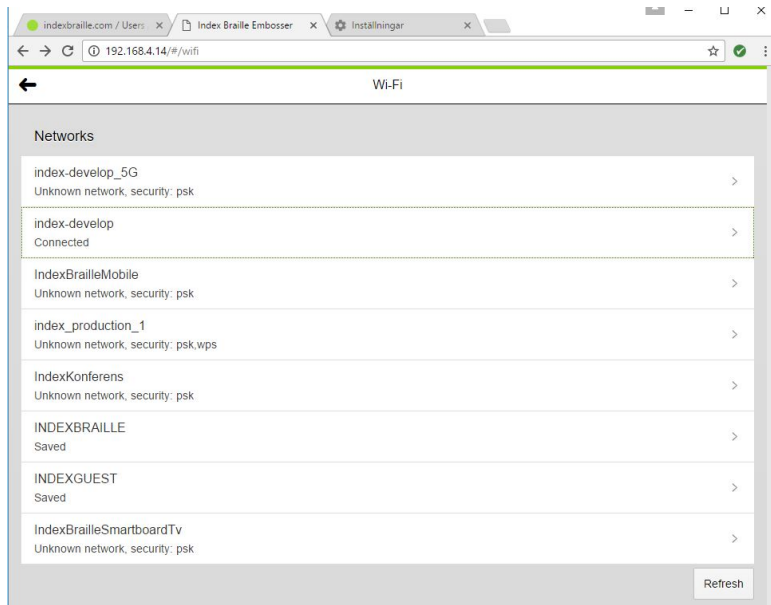 indexbraille.com / Users
Index Braille Embosser
Inställningar
192.168.4.14/#/wifi
Wi-Fi
Networks
index-develop_5G
Unknown network, security: psk
index-develop
Connected
IndexBrailleMobile
Unknown network, security: psk
index_production_1
Unknown network, security: psk,wps
IndexKonferens
Unknown network, security: psk
INDEXBRAILLE
Saved
INDEXGUEST
Saved
IndexBrailleSmartboardTv
Unknown network, security: psk
Refresh